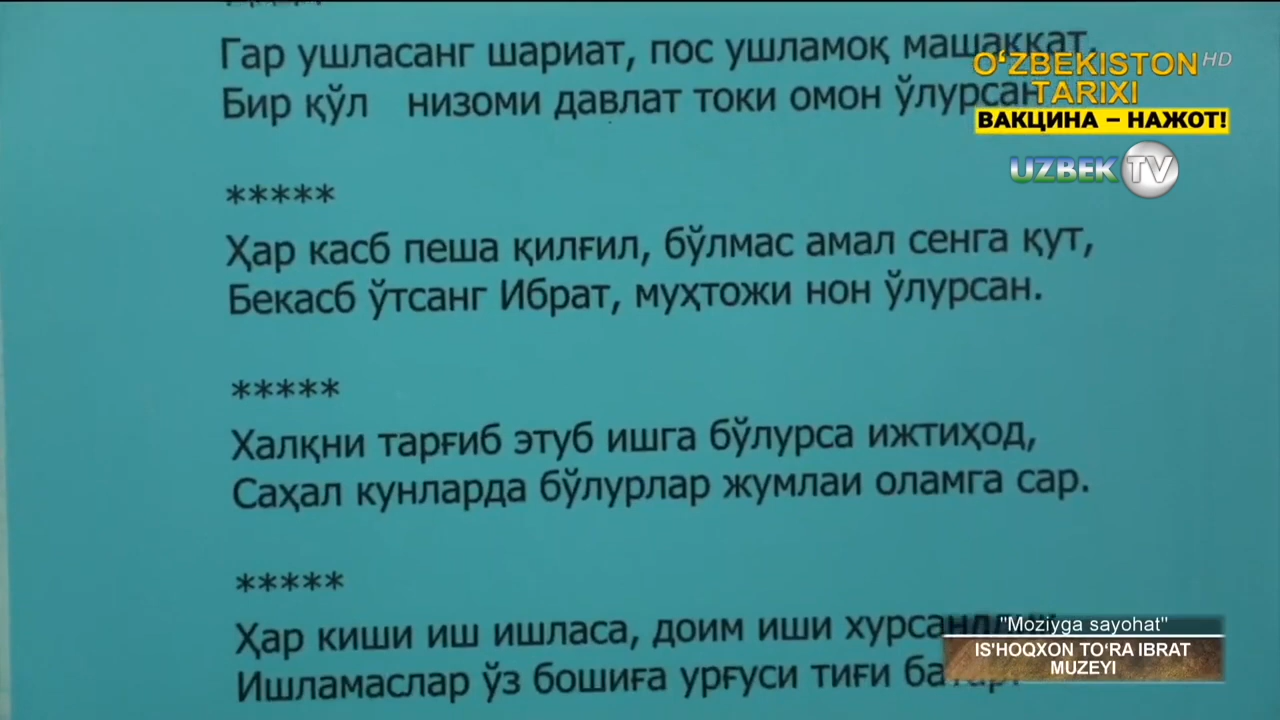 Гар ушласанг шариат, пос ушламоқ машаққат,
Бир қўл низоми давлат токи омон ўлурсан
O‘ZBEKISTON HD
TARIXI
ВАКЦИНА – НАЖОТ!
UZBEK TV
*****
Ҳар касб пеша қилғил, бўлмас амал сенга қут,
Бекасб ўтсанг Ибрат, муҳтожи нон ўлурсан.
*****
Халқни тарғиб этуб ишга бўлурса ижтиҳод,
Саҳал кунларда бўлурлар жумлаи оламга сар.
*****
Ҳар киши иш ишласа, доим иши
Ишламаслар ўз бошиға урғуси тиғи
"Moziyga sayohat"
IS'HOQXON TO‘RA IBRAT
MUZEYI